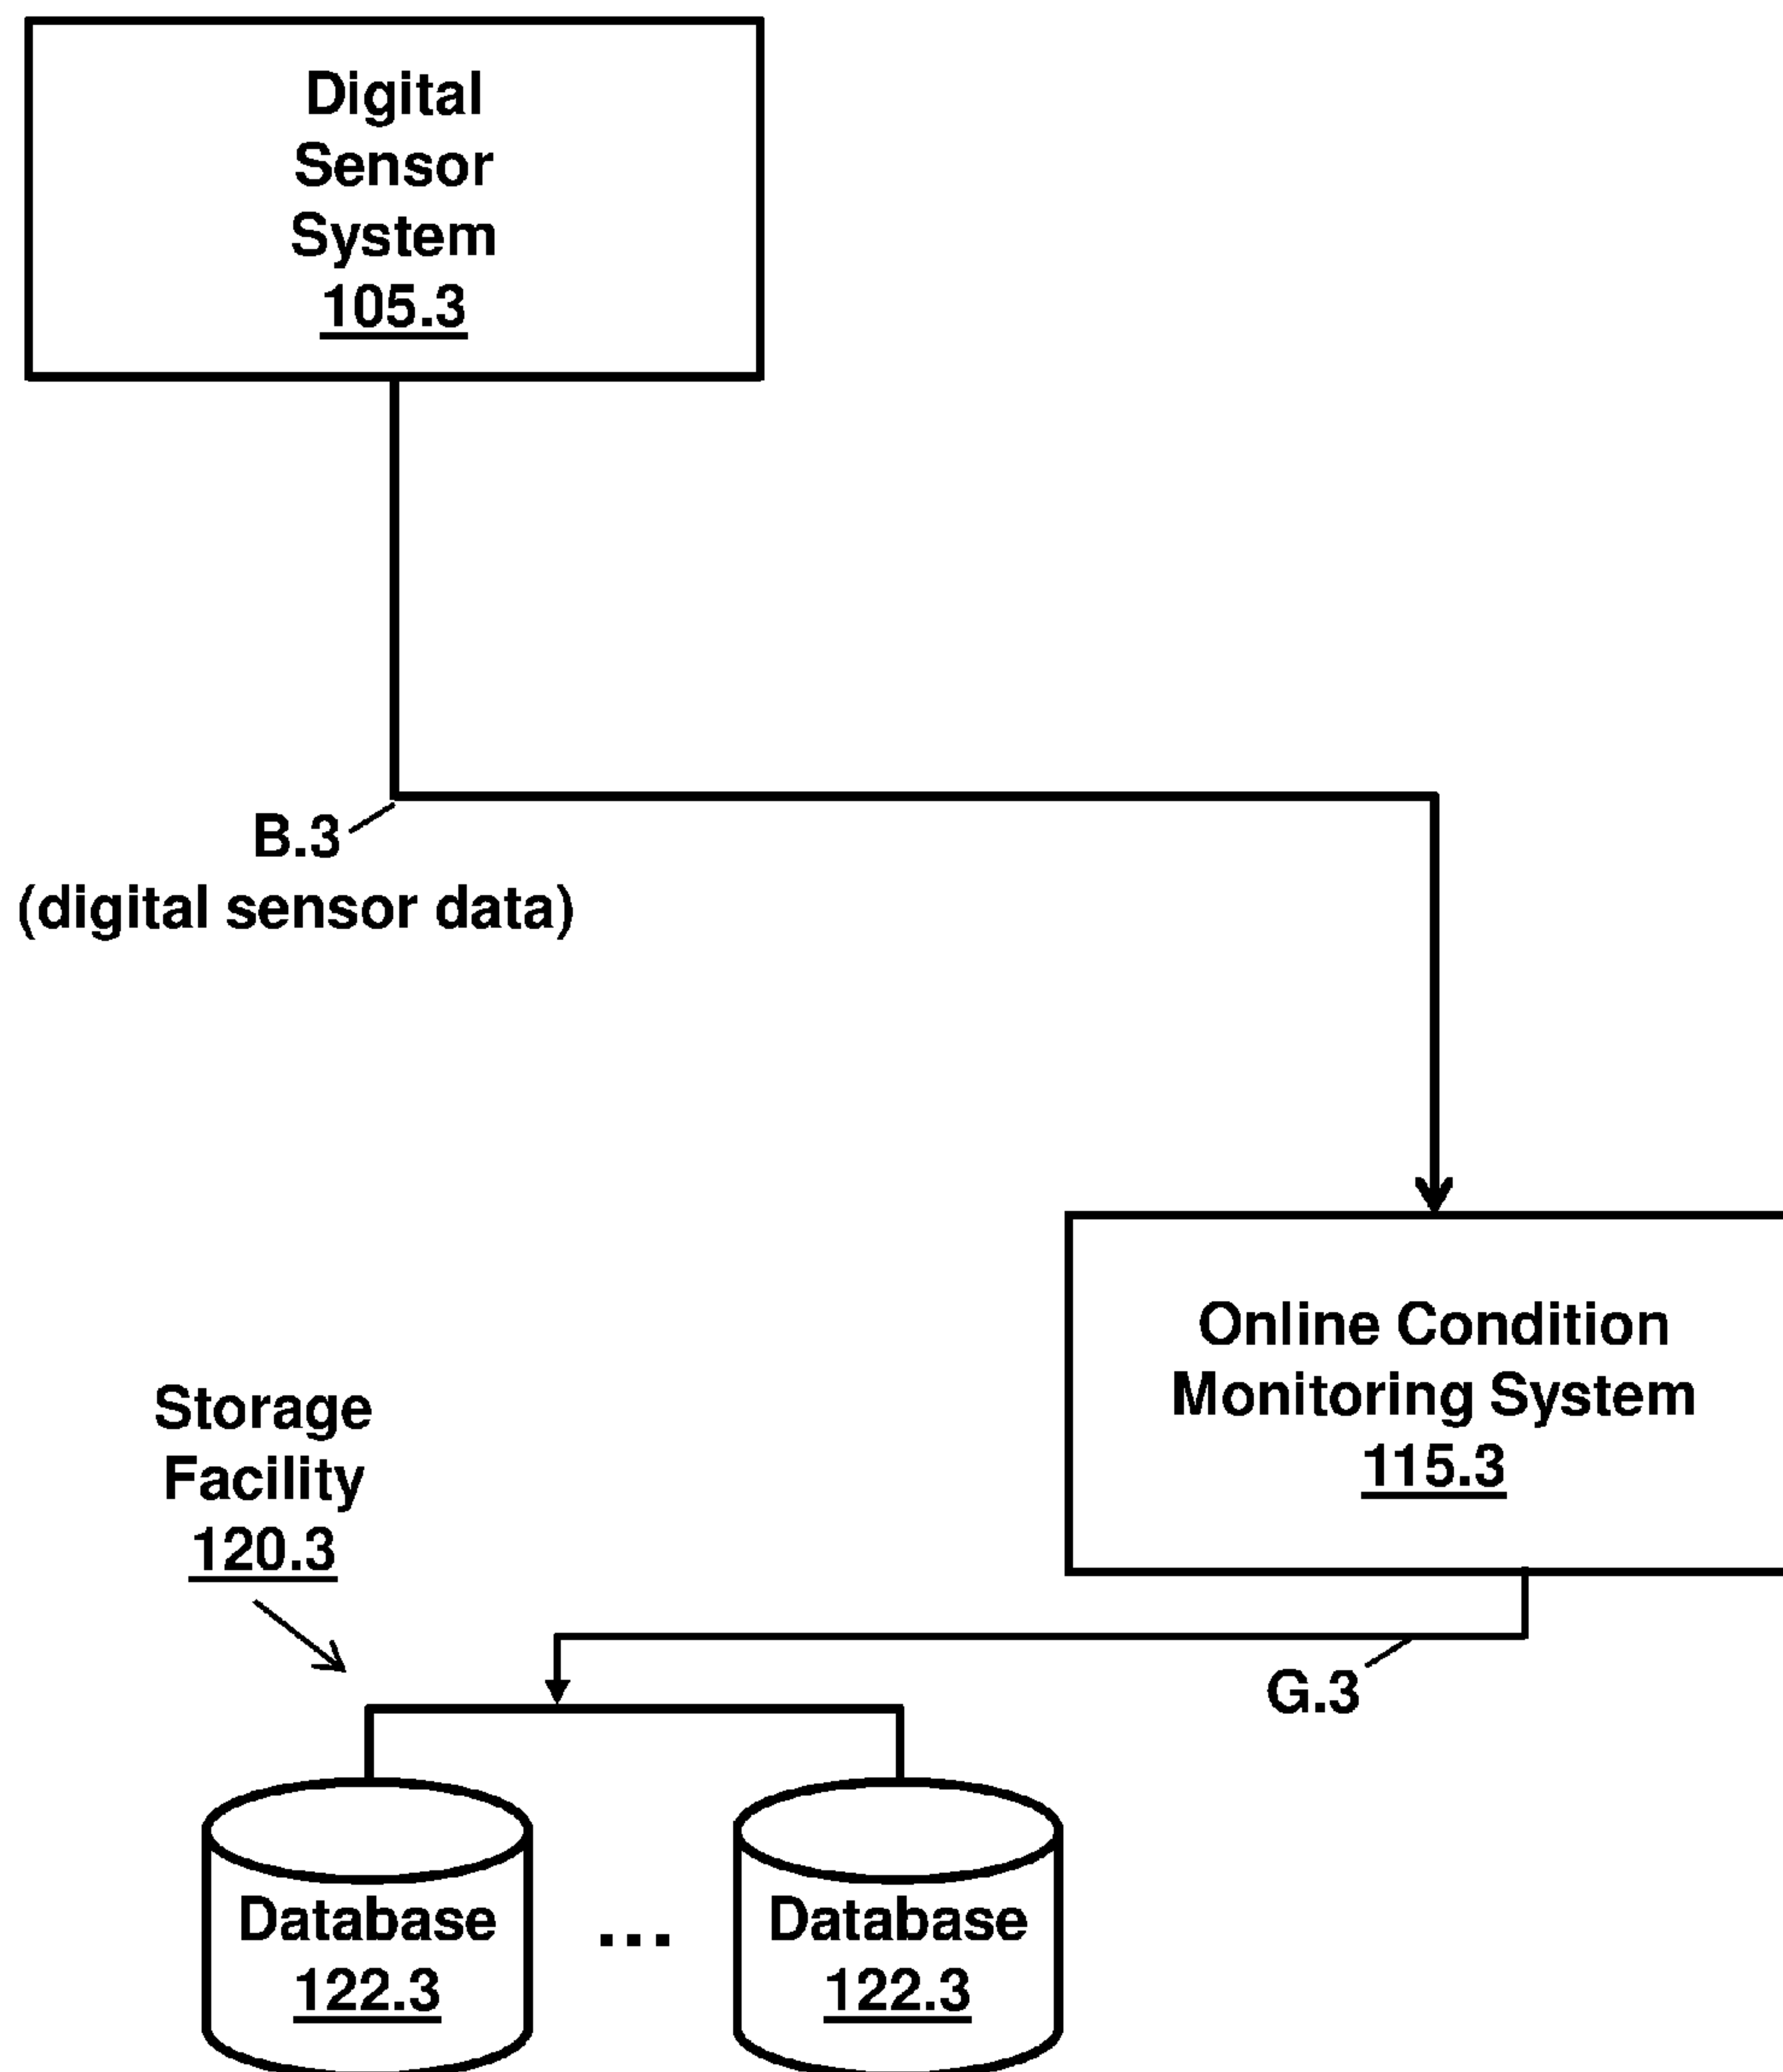 Digital
Sensor
System
105.3
B.3
(digital sensor data)
Online Condition
Monitoring System
115.3
Storage
Facility
120.3
G.3
Database
122.3
...
Database
122.3